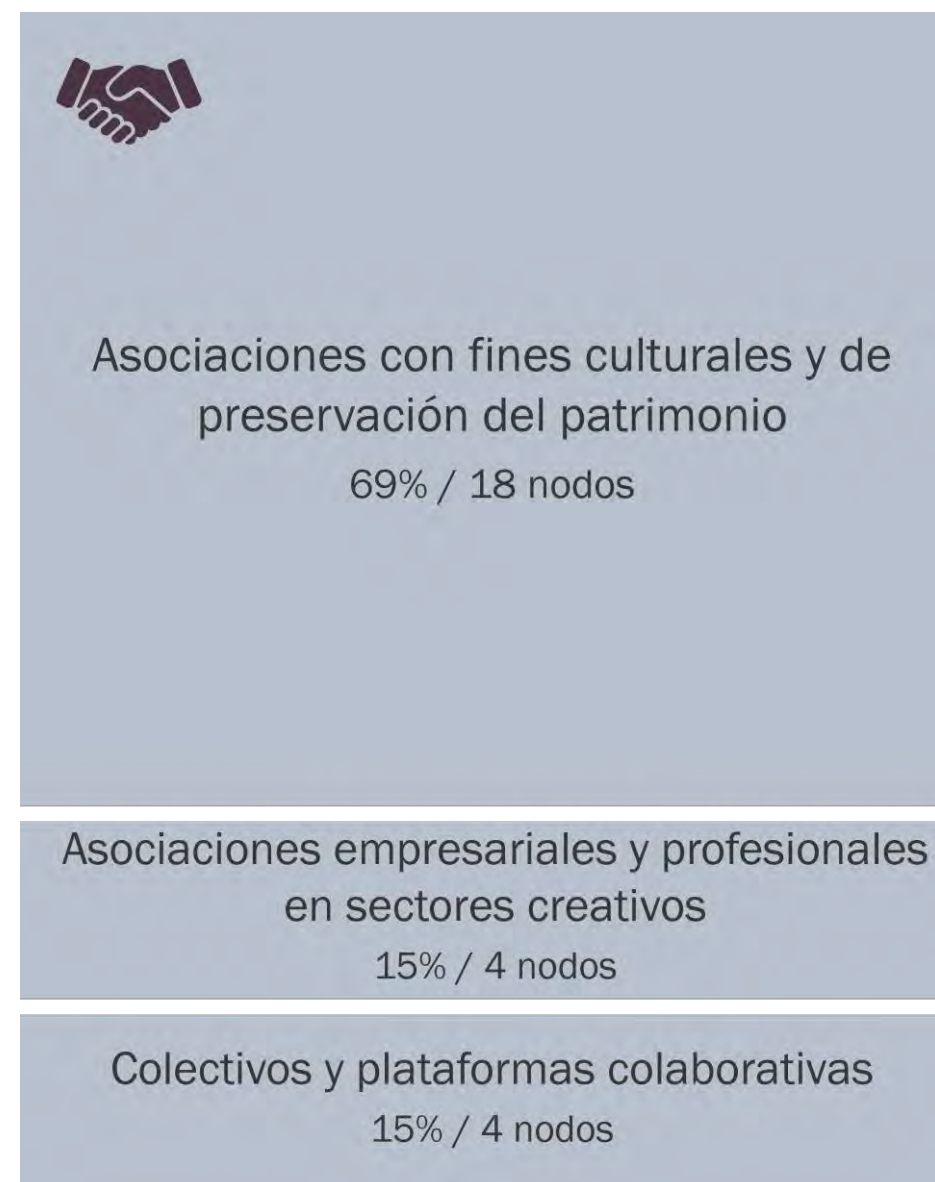 Asociaciones con fines culturales y de
preservación del patrimonio
69% / 18 nodos
Asociaciones empresariales y profesionales
en sectores creativos
15% / 4 nodos
Colectivos y plataformas colaborativas
15% / 4 nodos